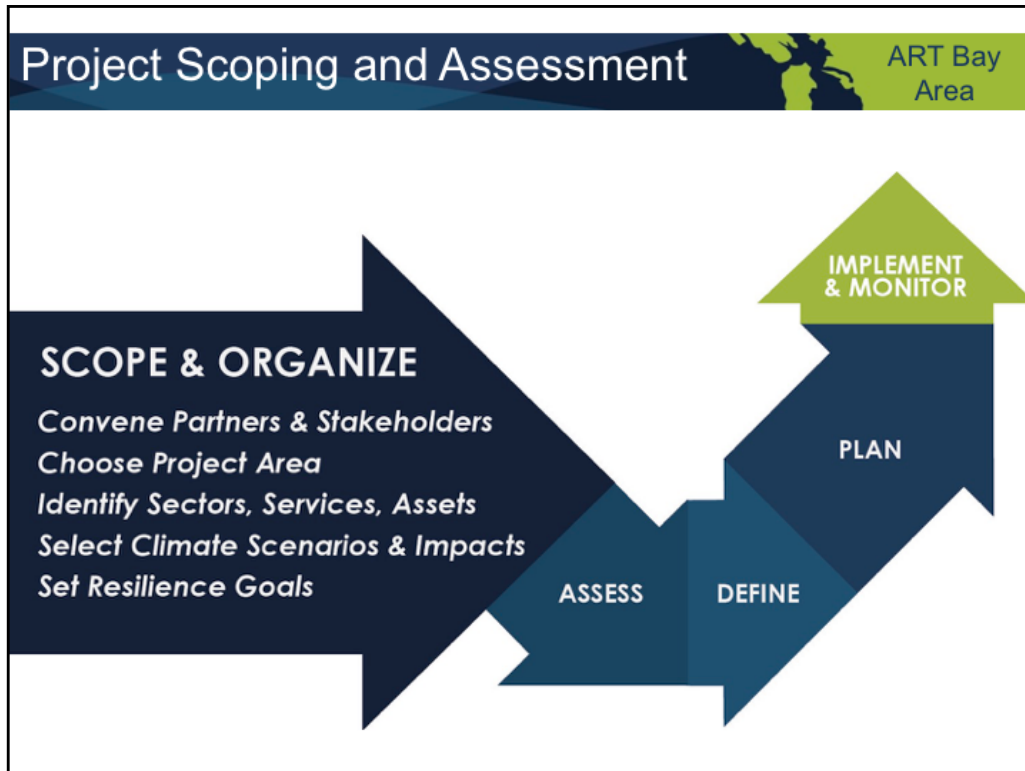 Project Scoping and Assessment
ART Bay
Area
IMPLEMENT
& MONITOR
SCOPE & ORGANIZE
Convene Partners & Stakeholders
Choose Project Area
Identify Sectors, Services, Assets
Select Climate Scenarios & Impacts
Set Resilience Goals
ASSESS
DEFINE
PLAN